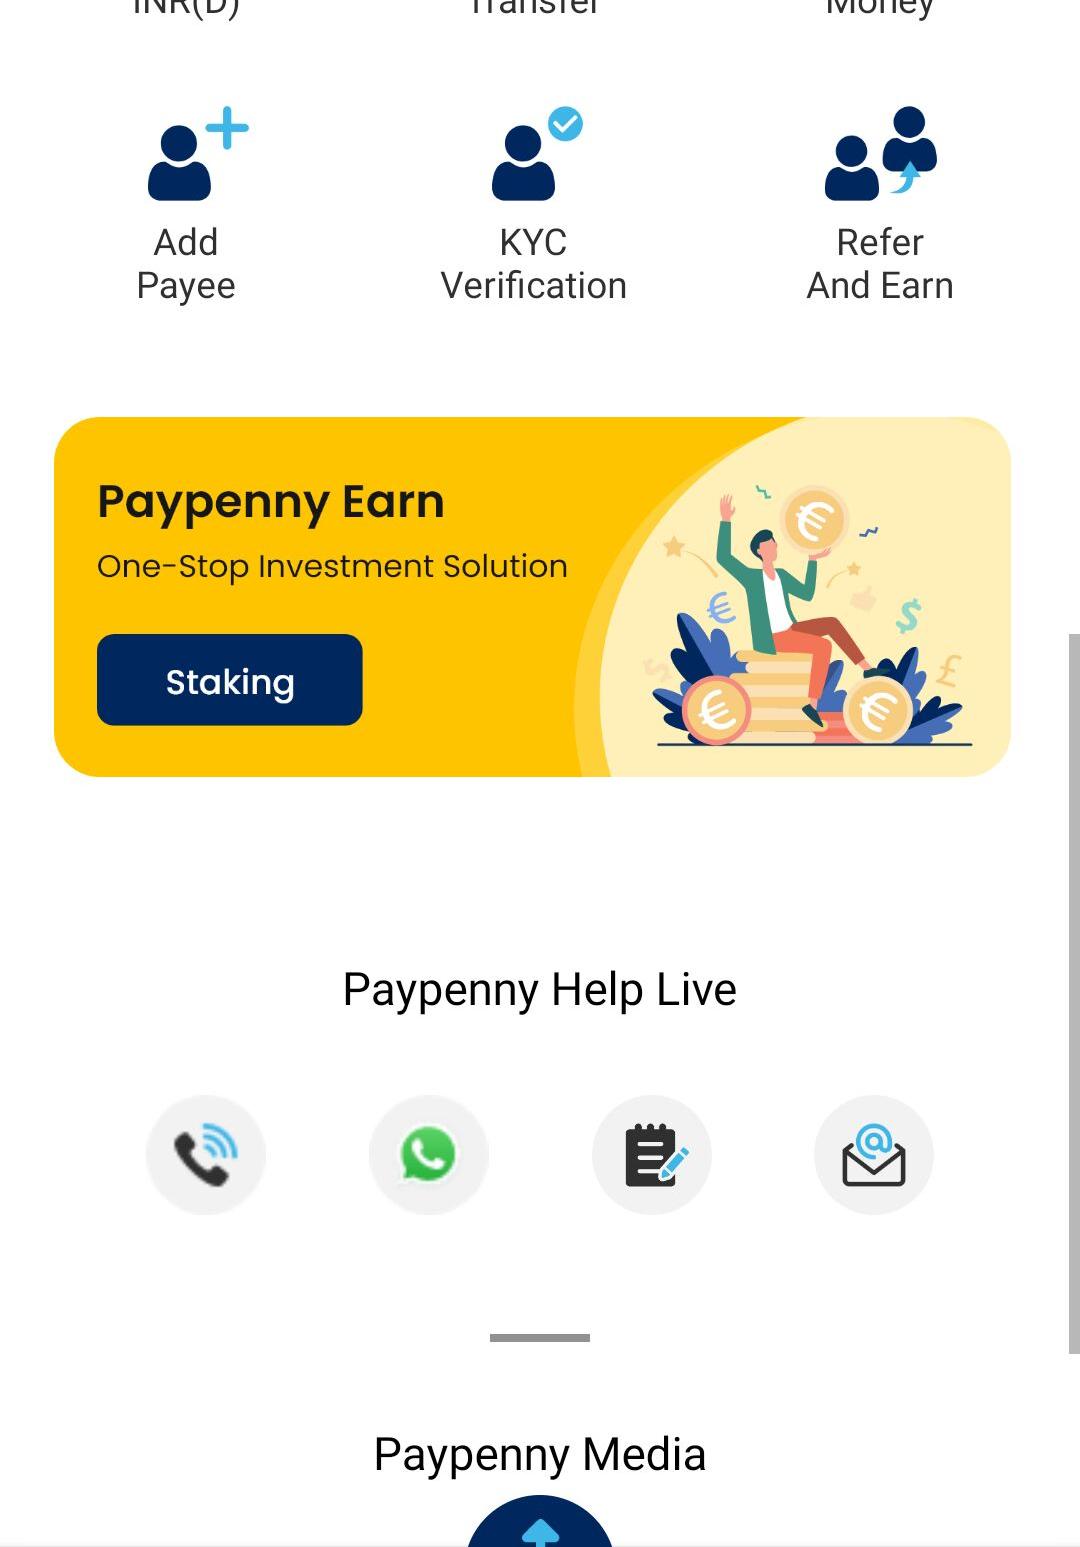 INR(D) Transfer Money
Add Payee
KYC Verification
Refer And Earn
Paypenny Earn
One-Stop Investment Solution
Staking
Paypenny Help Live
Paypenny Media